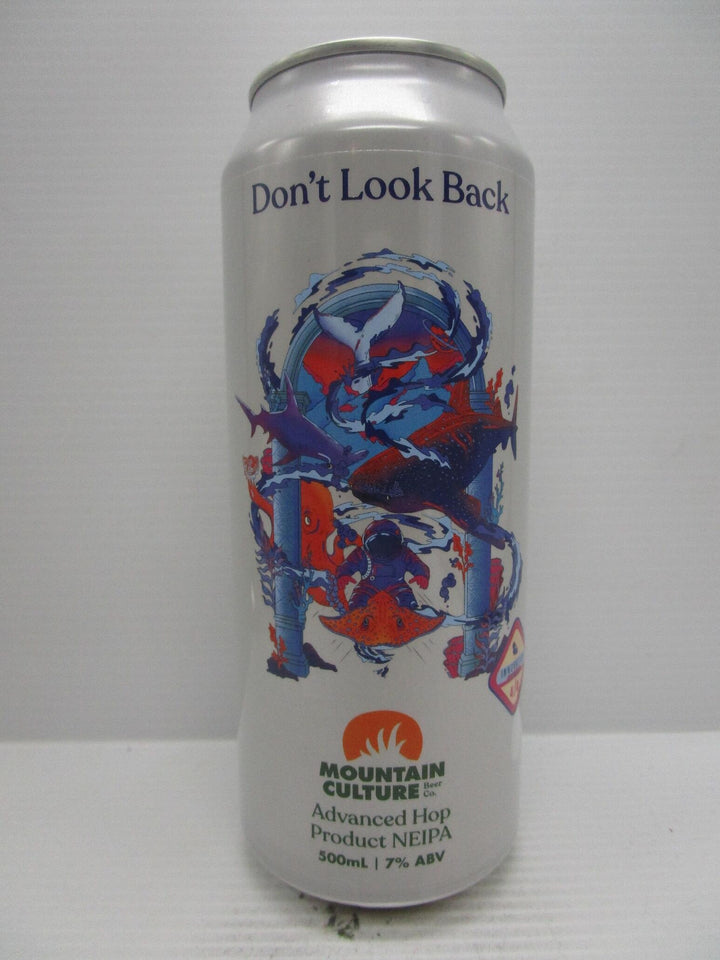 Don't Look Back
MOUNTAIN
CULTURE Beer Co.
Advanced Hop
Product NEIPA
500mL | 7% ABV